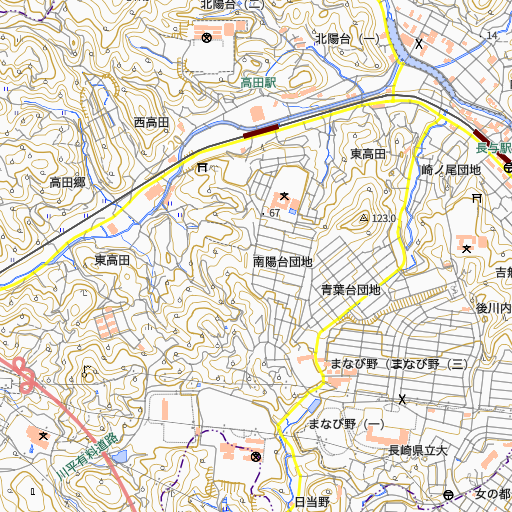 北陽台（二）
北陽台（一）
14
高田駅
西高田
東高田
長与駅
崎ノ尾団地
高田郷
67
123.0
東高田
南陽台団地
青葉台団地
後川内
まなび野（二）
まなび野（三）
川平有料道路
まなび野（一）
長崎県立大
女の都
日当野